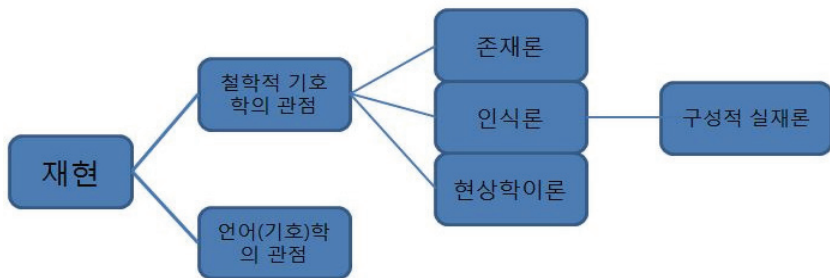 재현
철학적 기호
학의 관점
언어(기호)학
의 관점
존재론
인식론
현상학이론
구성적 실재론